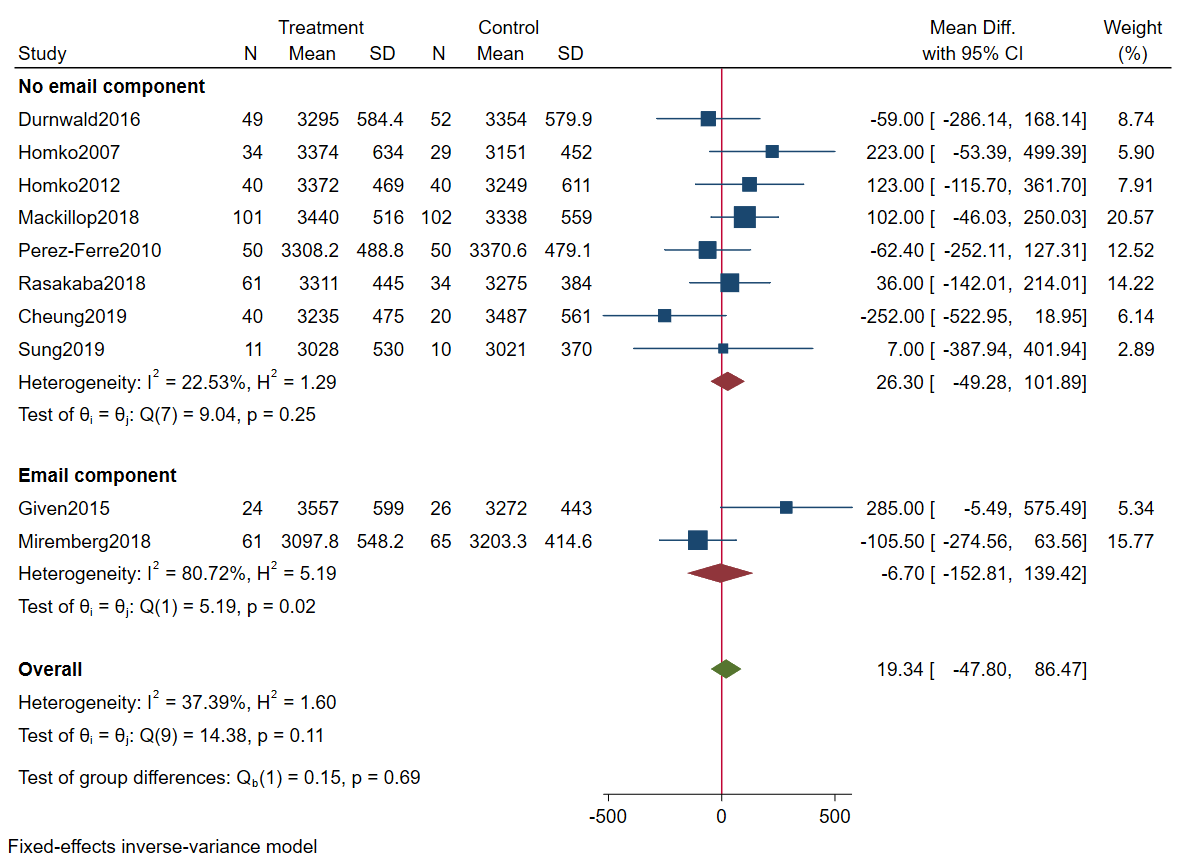 Treatment Control Mean Diff. Weight
Study N Mean SD N Mean SD with 95% CI (%)
No email component
Durnwald2016 49 3295 584.4 52 3354 579.9 -59.00 [ -286.14, 168.14] 8.74
Homko2007 34 3374 634 29 3151 452 223.00 [ -53.39, 499.39] 5.90
Homko2012 40 3372 469 40 3249 611 123.00 [ -115.70, 361.70] 7.91
Mackillop2018 101 3440 516 102 3338 559 102.00 [ -46.03, 250.03] 20.57
Perez-Ferre2010 50 3308.2 488.8 50 3370.6 479.1 -62.40 [ -252.11, 127.31] 12.52
Rasakaba2018 61 3311 445 34 3275 384 36.00 [ -142.01, 214.01] 14.22
Cheung2019 40 3235 475 20 3487 561 -252.00 [ -522.95, 18.95] 6.14
Sung2019 11 3028 530 10 3021 370 7.00 [ -387.94, 401.94] 2.89
Heterogeneity: I² = 22.53%, H² = 1.29 26.30 [ -49.28, 101.89]
Test of θᵢ = θⱼ: Q(7) = 9.04, p = 0.25
Email component
Given2015 24 3557 599 26 3272 443 285.00 [ -5.49, 575.49] 5.34
Miremberg2018 61 3097.8 548.2 65 3203.3 414.6 -105.50 [ -274.56, 63.56] 15.77
Heterogeneity: I² = 80.72%, H² = 5.19 -6.70 [ -152.81, 139.42]
Test of θᵢ = θⱼ: Q(1) = 5.19, p = 0.02
Overall 19.34 [ -47.80, 86.47]
Heterogeneity: I² = 37.39%, H² = 1.60
Test of θᵢ = θⱼ: Q(9) = 14.38, p = 0.11
Test of group differences: Q_b(1) = 0.15, p = 0.69
-500 0 500
Fixed-effects inverse-variance model